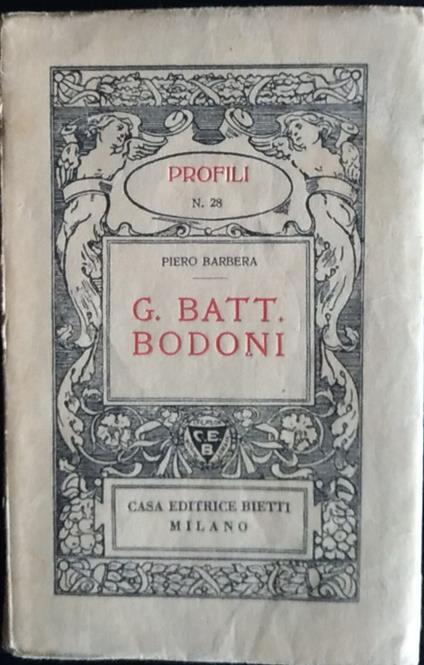 PROFILI
N. 28
PIERO BARBERA
G. BATT.
BODONI
C.E.
B
CASA EDITRICE BIETTI
MILANO